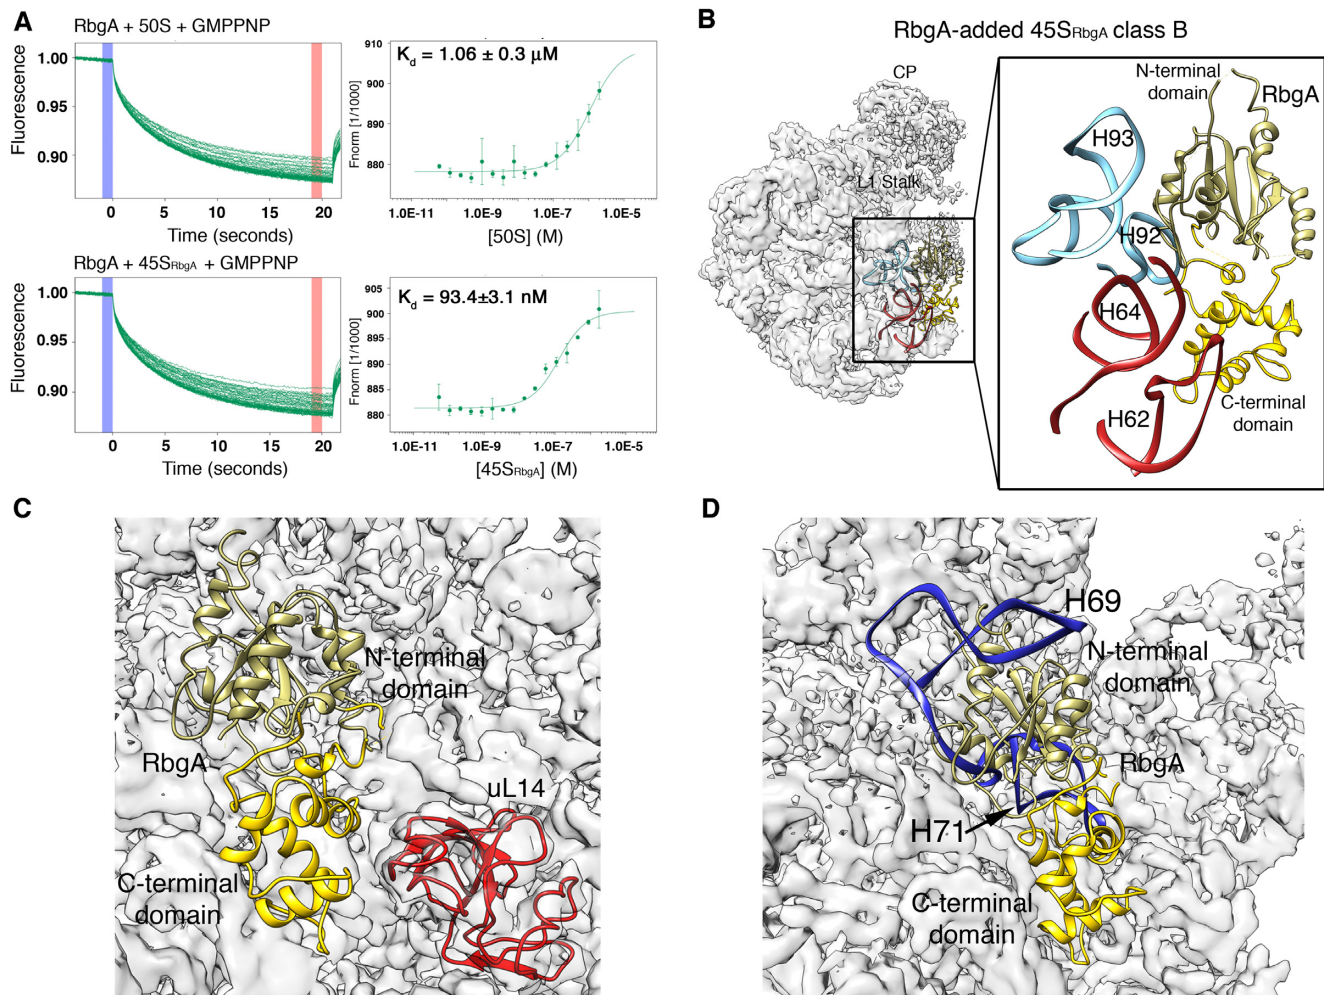 A
RbgA + 50S + GMPPNP
Fluorescence
1.00
0.95
0.90
0 5 10 15 20
Time (seconds)
Kd = 1.06 ± 0.3 µM
Fnorm [1/1000]
910
900
890
880
1.0E-11 1.0E-9 1.0E-7 1.0E-5
[50S] (M)
RbgA + 45SRbgA + GMPPNP
Fluorescence
1.00
0.95
0.90
0 5 10 15 20
Time (seconds)
Kd = 93.4±3.1 nM
Fnorm [1/1000]
905
900
895
890
885
880
1.0E-11 1.0E-9 1.0E-7 1.0E-5
[45SRbgA] (M)
B
RbgA-added 45SRbgA class B
CP
L1 Stalk
N-terminal
domain
RbgA
H93
H92
H64
H62
C-terminal
domain
C
N-terminal
domain
RbgA
uL14
C-terminal
domain
D
H69
N-terminal
domain
RbgA
H71
C-terminal
domain